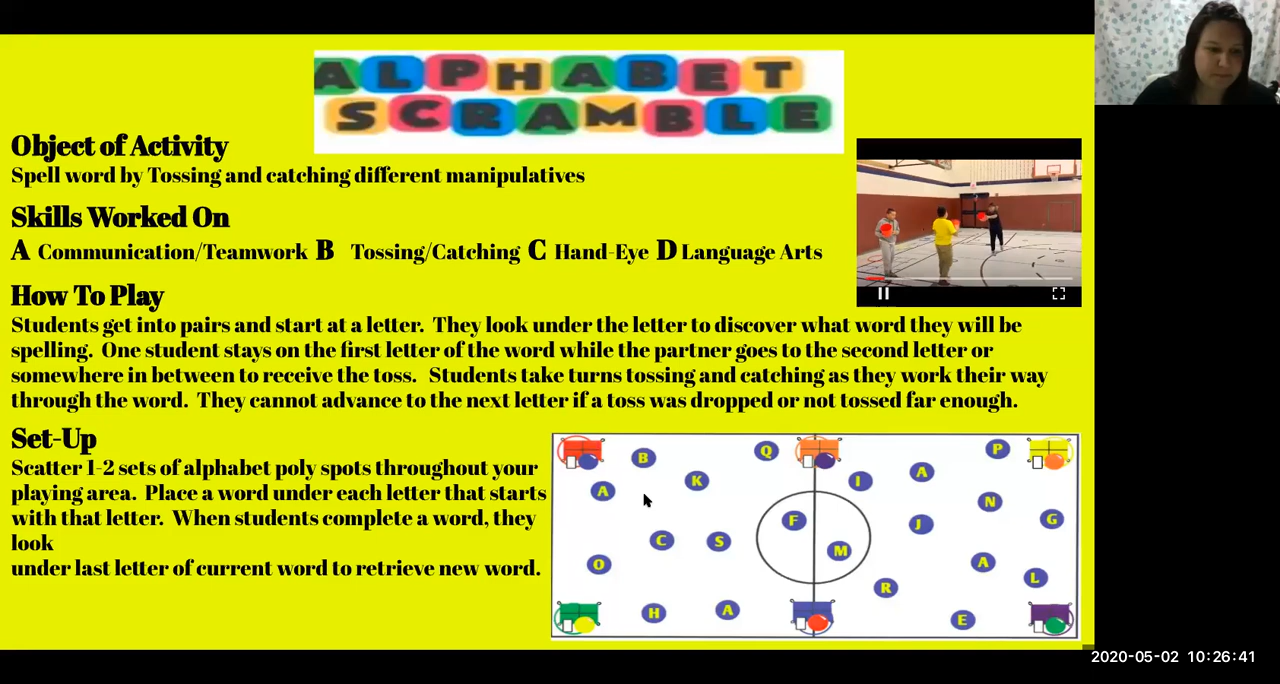 ALPHABET
SCRAMBLE
Object of Activity
Spell word by Tossing and catching different manipulatives
Skills Worked On
A Communication/Teamwork B Tossing/Catching C Hand-Eye D Language Arts
How To Play
Students get into pairs and start at a letter. They look under the letter to discover what word they will be
spelling. One student stays on the first letter of the word while the partner goes to the second letter or
somewhere in between to receive the toss. Students take turns tossing and catching as they work their way
through the word. They cannot advance to the next letter if a toss was dropped or not tossed far enough.
Set-Up
Scatter 1-2 sets of alphabet poly spots throughout your
playing area. Place a word under each letter that starts
with that letter. When students complete a word, they
look
under last letter of current word to retrieve new word.
B Q P
A K I A
N
C S F J G
O M A L
R
H A E
2020-05-02 10:26:41